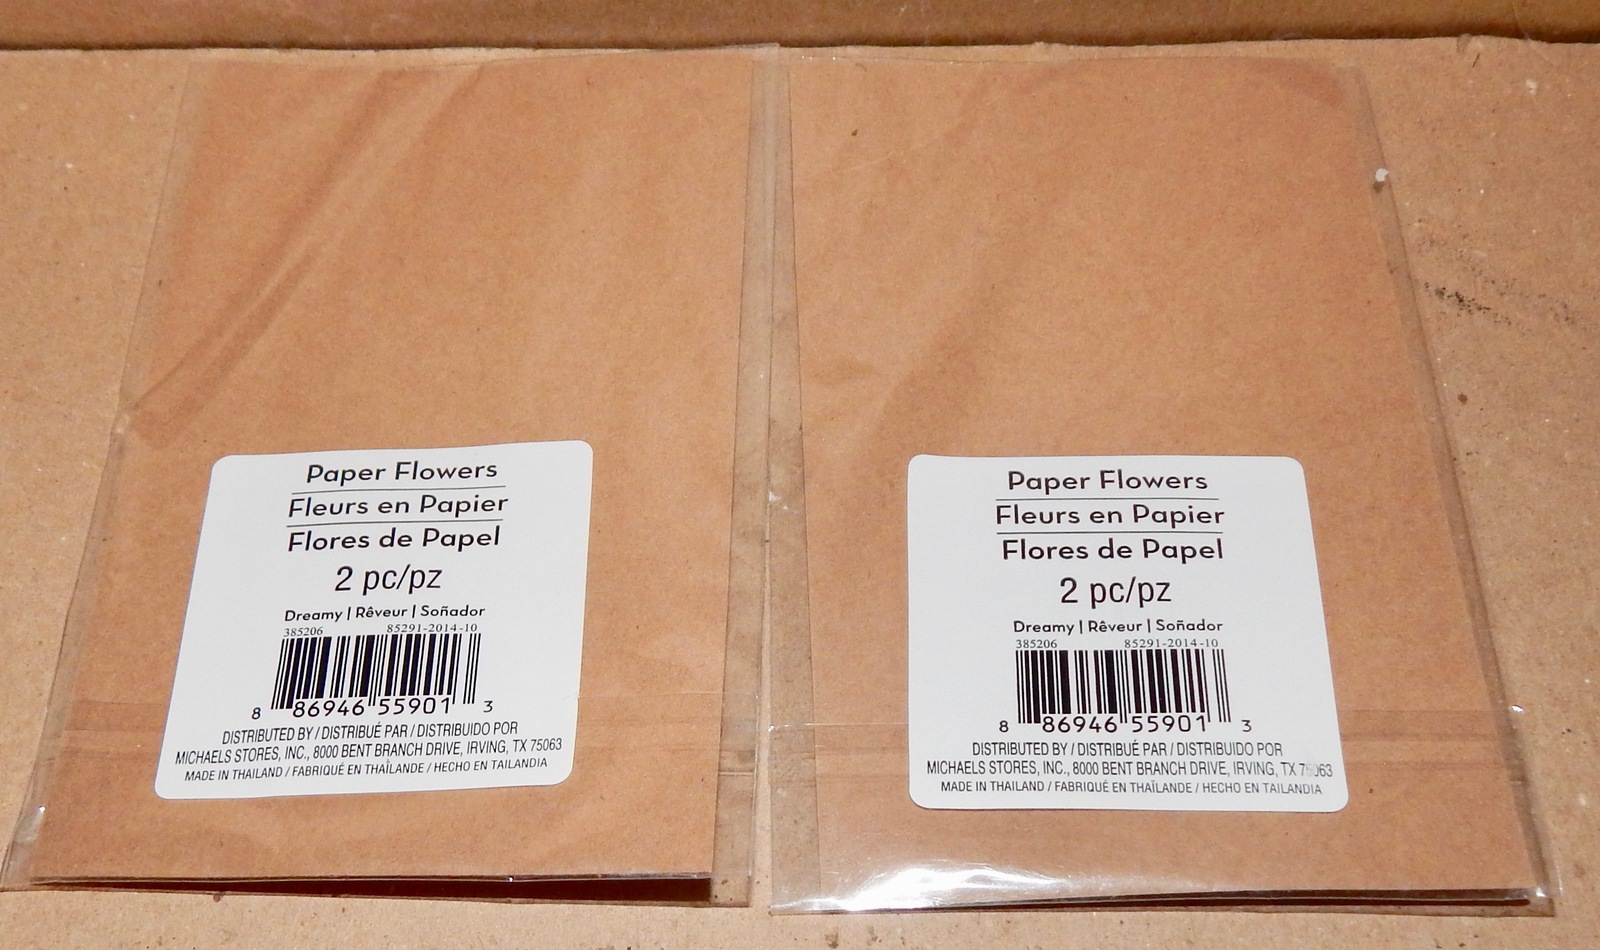 Paper Flowers
Fleurs en Papier
Flores de Papel
2 pc/pz
Dreamy | Rêveur | Soñador
385206 85291-2014-10
8 86946 55901 3
DISTRIBUTED BY / DISTRIBUÉ PAR / DISTRIBUIDO POR
MICHAELS STORES, INC., 8000 BENT BRANCH DRIVE, IRVING, TX 75063
MADE IN THAILAND / FABRIQUÉ EN THAÏLANDE / HECHO EN TAILANDIA
Paper Flowers
Fleurs en Papier
Flores de Papel
2 pc/pz
Dreamy | Rêveur | Soñador
385206 85291-2014-10
8 86946 55901 3
DISTRIBUTED BY / DISTRIBUÉ PAR / DISTRIBUIDO POR
MICHAELS STORES, INC., 8000 BENT BRANCH DRIVE, IRVING, TX 75063
MADE IN THAILAND / FABRIQUÉ EN THAÏLANDE / HECHO EN TAILANDIA